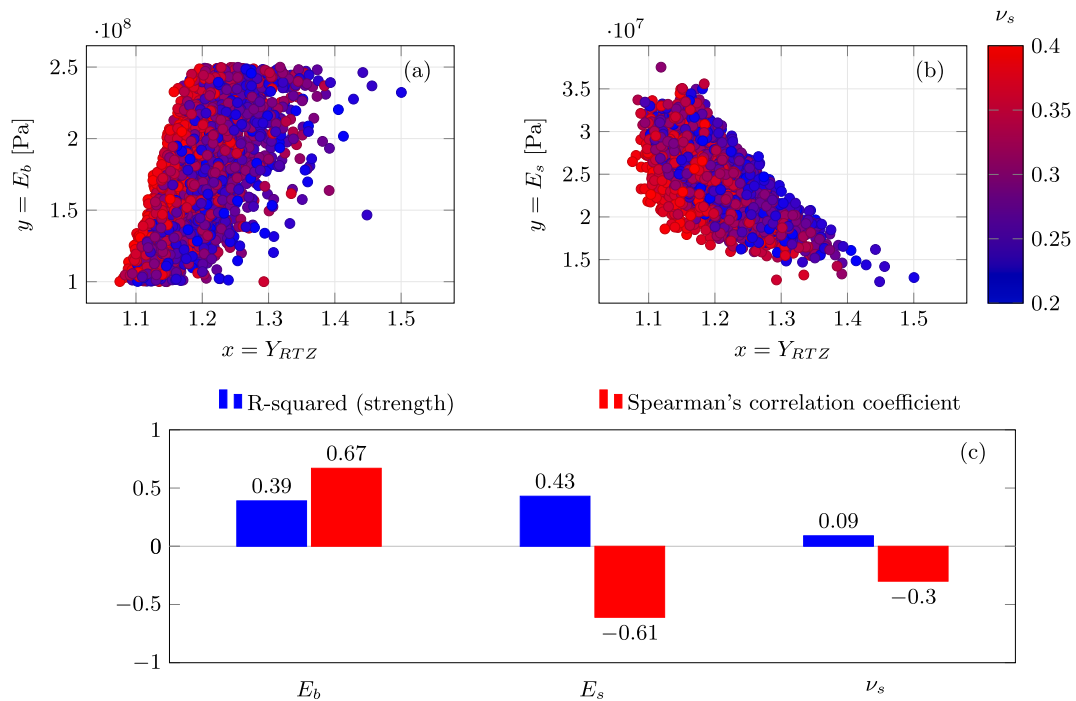 ·10⁸
(a)
2.5
2
1.5
1
y = E_b [Pa]
1.1 1.2 1.3 1.4 1.5
x = Y_RTZ
·10⁷
(b)
3.5
3
2.5
2
1.5
y = E_s [Pa]
1.1 1.2 1.3 1.4 1.5
x = Y_RTZ
ν_s
0.4
0.35
0.3
0.25
0.2
R-squared (strength) Spearman's correlation coefficient
(c)
1
0.5
0
−0.5
−1
0.39 0.67
0.43 −0.61
0.09 −0.3
E_b E_s ν_s